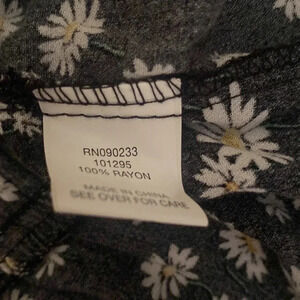 RN090233
101295
100% RAYON
MADE IN CHINA
SEE OVER FOR CARE